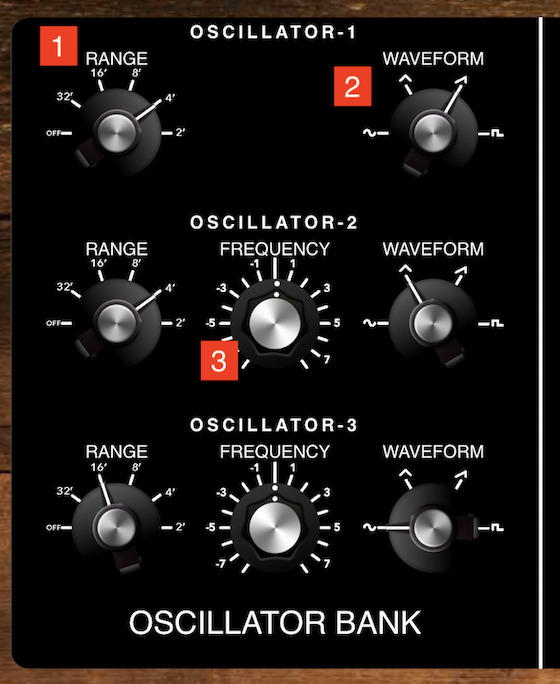 OSCILLATOR-1
1
RANGE
WAVEFORM
16' 8'
32' 4'
2
OFF 2'
OSCILLATOR-2
RANGE FREQUENCY WAVEFORM
16' 8' -1 1
32' 4' -3 3
OFF 2' -5 5
3 7
OSCILLATOR-3
RANGE FREQUENCY WAVEFORM
16' 8' -1 1
32' 4' -3 3
OFF 2' -5 5
-7 7
OSCILLATOR BANK